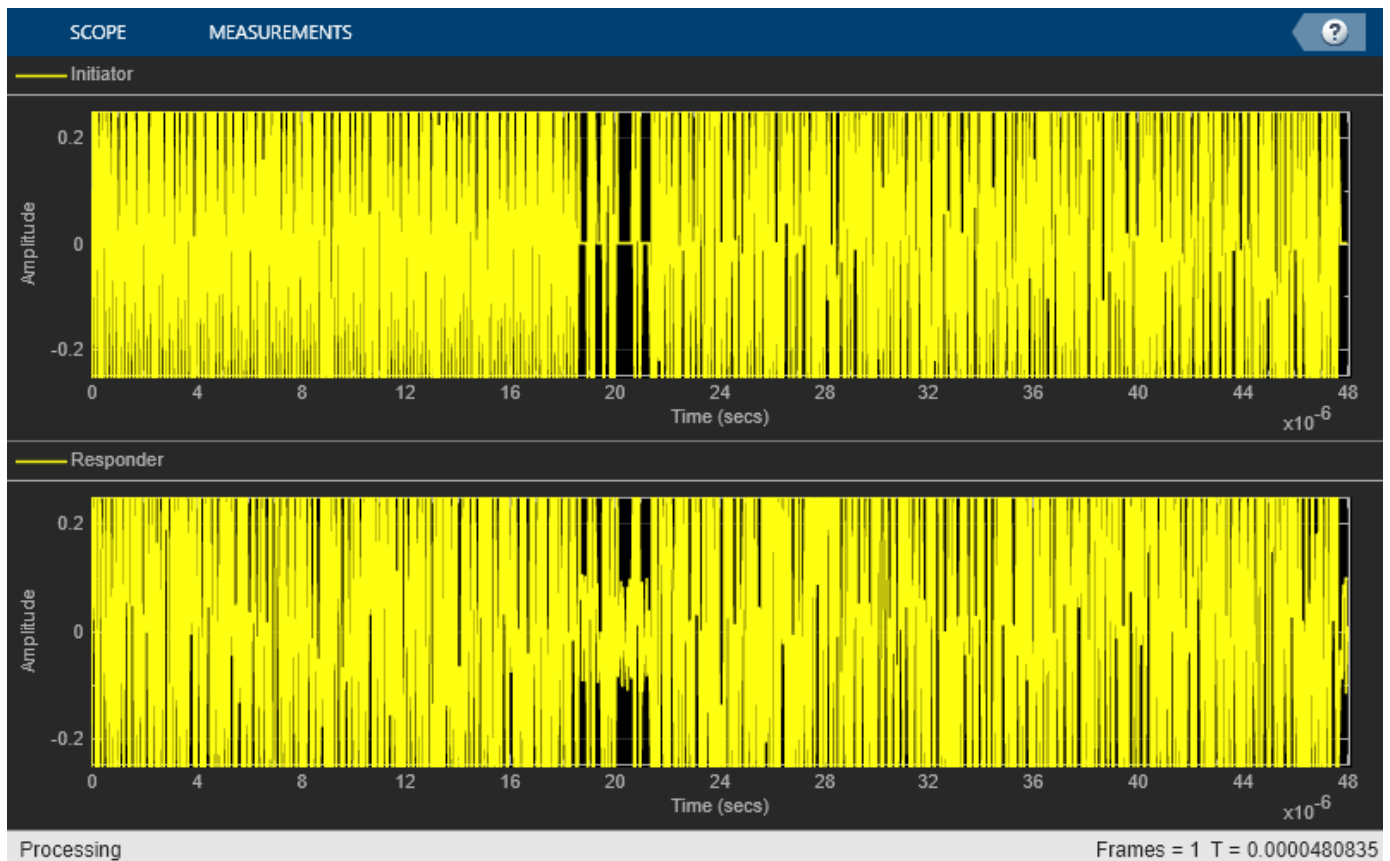 SCOPE MEASUREMENTS ?
Initiator
0.2
0
-0.2
Amplitude
0 4 8 12 16 20 24 28 32 36 40 44 48
Time (secs)
x10-6
Responder
0.2
0
-0.2
Amplitude
0 4 8 12 16 20 24 28 32 36 40 44 48
Time (secs)
x10-6
Processing Frames = 1 T = 0.0000480835